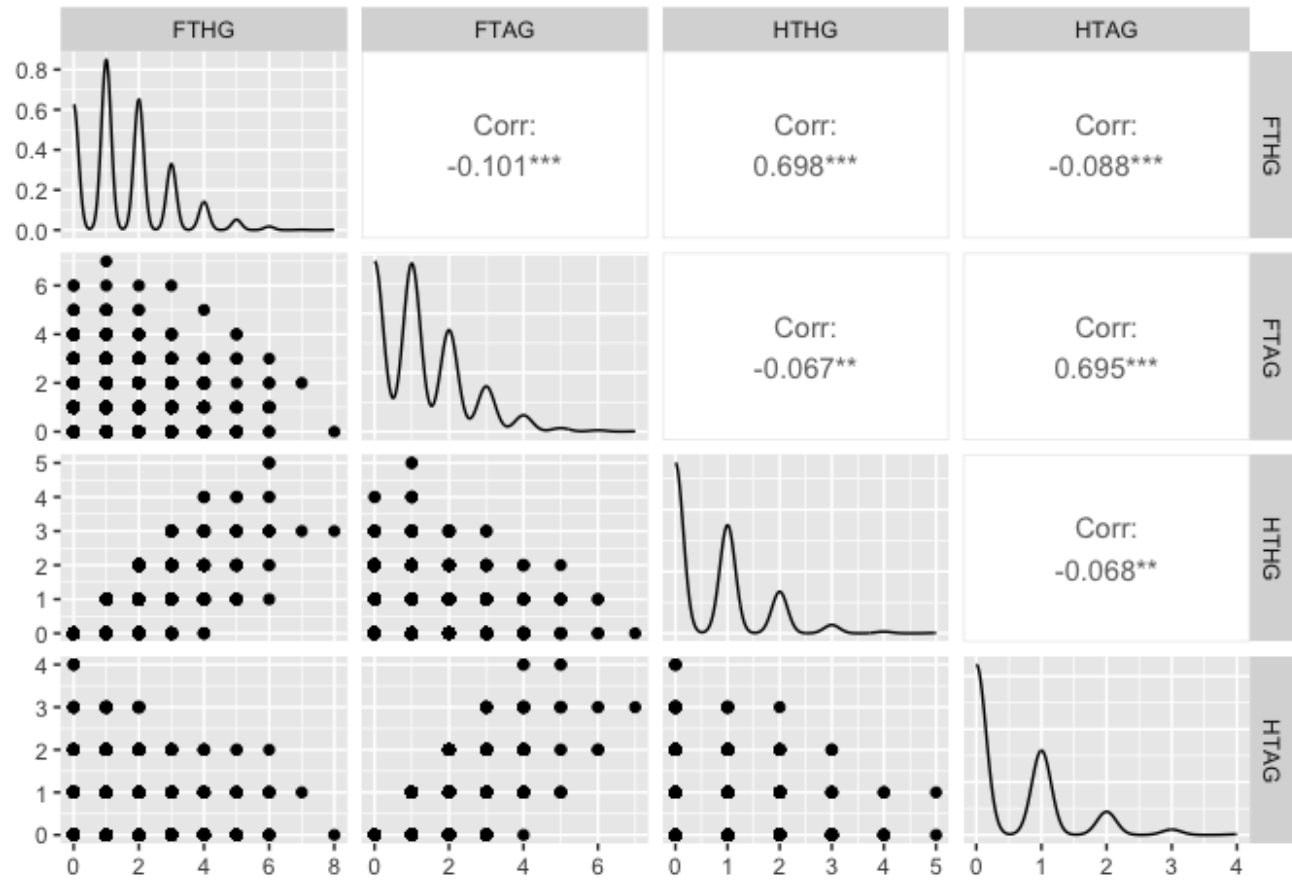 FTHG FTAG HTHG HTAG
0.8
0.6
0.4
0.2
0.0
Corr:
-0.101***
Corr:
0.698***
Corr:
-0.088***
FTHG
6
4
2
0
Corr:
-0.067**
Corr:
0.695***
FTAG
5
4
3
2
1
0
Corr:
-0.068**
HTHG
4
3
2
1
0
HTAG
0 2 4 6 8 0 2 4 6 0 1 2 3 4 5 0 1 2 3 4